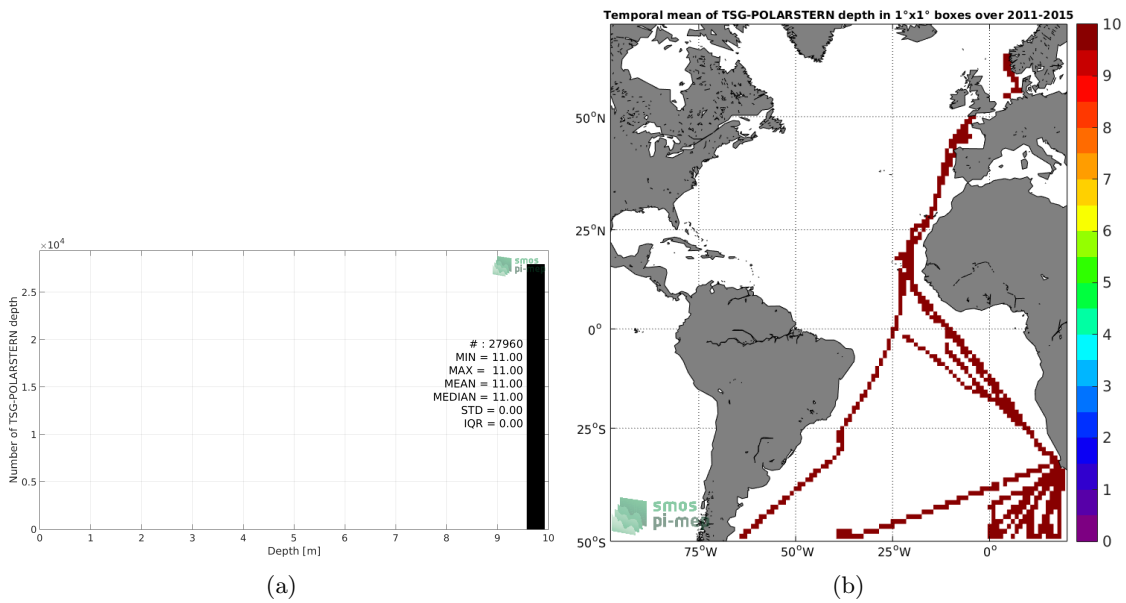 ×10⁴
smos
pi-mep
2.5
2
1.5
1
0.5
0
Number of TSG-POLARSTERN depth
# : 27960
MIN = 11.00
MAX = 11.00
MEAN = 11.00
MEDIAN = 11.00
STD = 0.00
IQR = 0.00
0 1 2 3 4 5 6 7 8 9 10
Depth [m]
(a)
Temporal mean of TSG-POLARSTERN depth in 1°x1° boxes over 2011-2015
50°N
25°N
0°
25°S
50°S
75°W 50°W 25°W 0°
smos
pi-mep
10
9
8
7
6
5
4
3
2
1
0
(b)